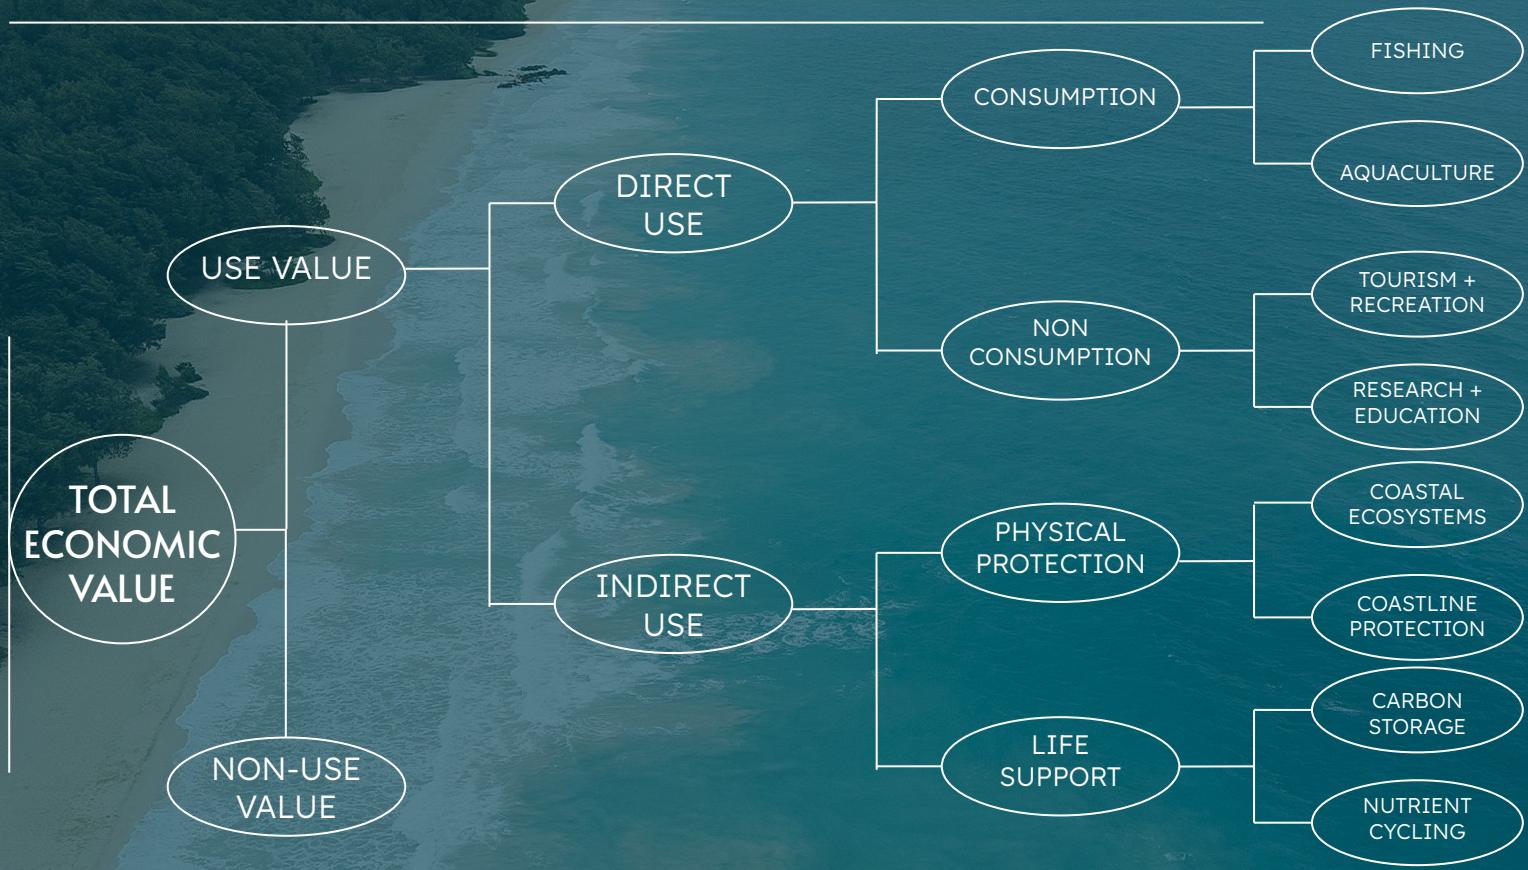 FISHING
CONSUMPTION
AQUACULTURE
DIRECT
USE
USE VALUE
TOURISM +
RECREATION
NON
CONSUMPTION
RESEARCH +
EDUCATION
TOTAL
ECONOMIC
VALUE
COASTAL
ECOSYSTEMS
PHYSICAL
PROTECTION
INDIRECT
USE
COASTLINE
PROTECTION
CARBON
STORAGE
LIFE
SUPPORT
NON-USE
VALUE
NUTRIENT
CYCLING